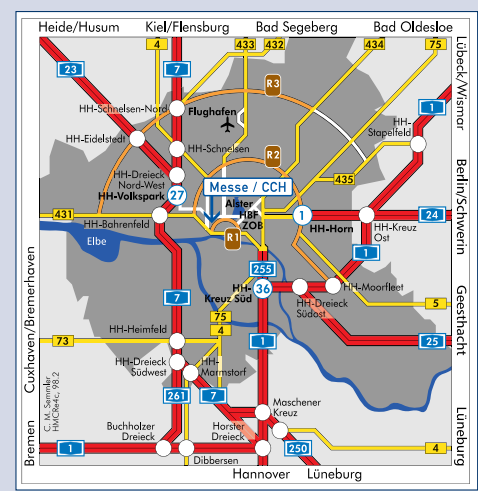 Heide/Husum Kiel/Flensburg Bad Segeberg Bad Oldesloe
4 433 432 434 75
23
7
R3
1
Lübeck/Wismar
HH-Schnelsen-Nord
Flughafen
HH-Eidelstedt
HH-Schnelsen
HH-
Stapelfeld
R2
HH-Dreieck
Nord-West
HH-Volkspark
27
Messe / CCH
435
Berlin/Schwerin
431
Alster
HBF
ZOB
1
24
HH-Bahrenfeld
HH-Horn
HH-Kreuz
Ost
R1
Elbe
1
255
36
HH-
Kreuz Süd
HH-Moorfleet
HH-Dreieck
Südost
5
Geesthacht
7
75
4
HH-Heimfeld
73
1
25
Cuxhaven/Bremerhaven
HH-Dreieck
Südwest
HH-
Marmstorf
261
7
C. M. Semmler
HMCRe4c, 98.2
Maschener
Kreuz
Buchholzer
Dreieck
Horster
Dreieck
Lüneburg
Bremen
1
250
4
Dibbersen
Hannover Lüneburg